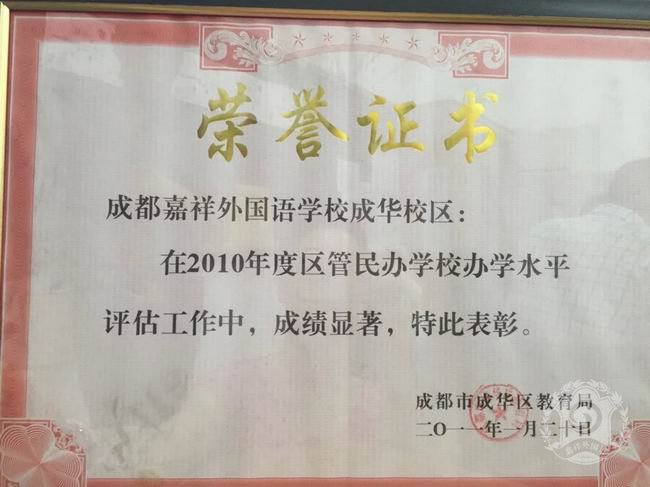 荣誉证书
成都嘉祥外国语学校成华校区：
在2010年度区管民办学校办学水平
评估工作中，成绩显著，特此表彰。
成都市成华区教育局
二〇一一年一月二十日